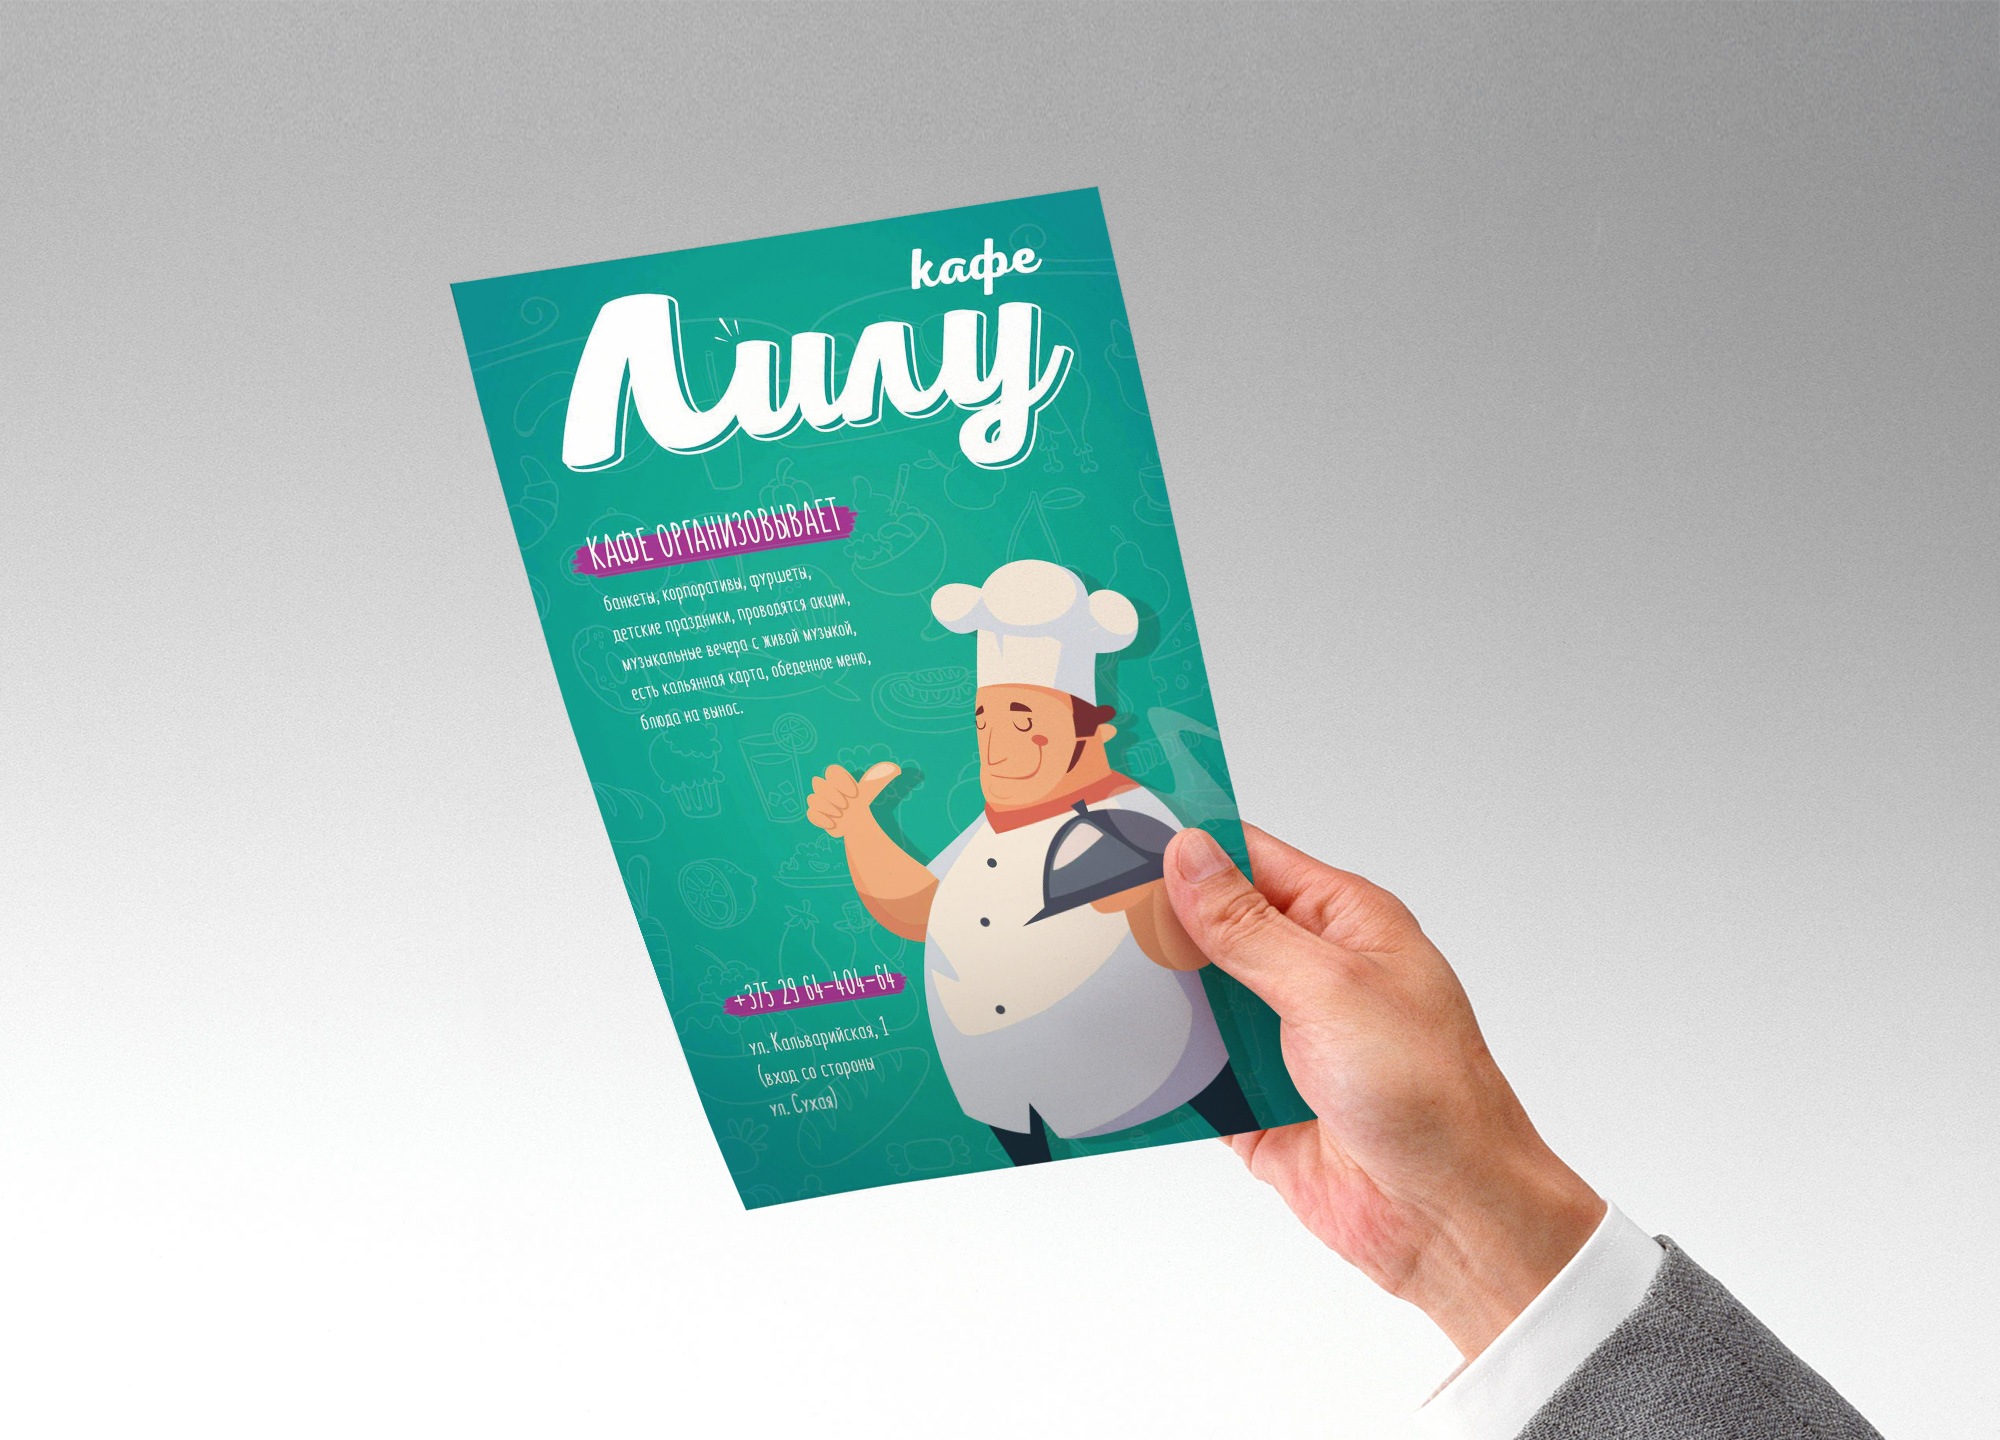 кафе
Лилу
КАФЕ ОРГАНИЗОВЫВАЕТ
банкеты, корпоративы, фуршеты,
детские праздники, проводятся акции,
музыкальные вечера с живой музыкой,
есть кальянная карта, обеденное меню,
блюда на вынос.
+375 29 64-404-64
ул. Кальварийская, 1
(вход со стороны
ул. Сухая)